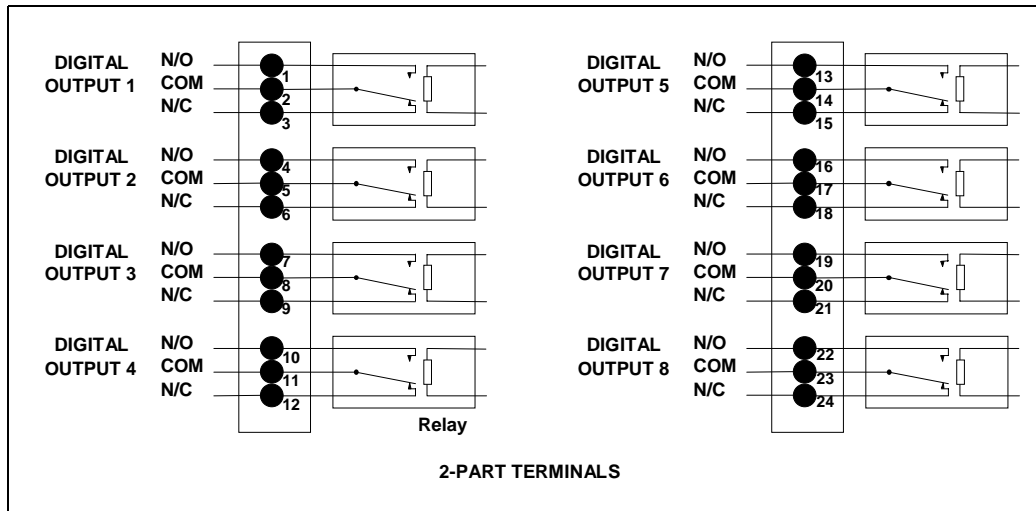 DIGITAL
OUTPUT 1
N/O
COM
N/C
1
2
3
DIGITAL
OUTPUT 2
N/O
COM
N/C
4
5
6
DIGITAL
OUTPUT 3
N/O
COM
N/C
7
8
9
DIGITAL
OUTPUT 4
N/O
COM
N/C
10
11
12
Relay
DIGITAL
OUTPUT 5
N/O
COM
N/C
13
14
15
DIGITAL
OUTPUT 6
N/O
COM
N/C
16
17
18
DIGITAL
OUTPUT 7
N/O
COM
N/C
19
20
21
DIGITAL
OUTPUT 8
N/O
COM
N/C
22
23
24
2-PART TERMINALS